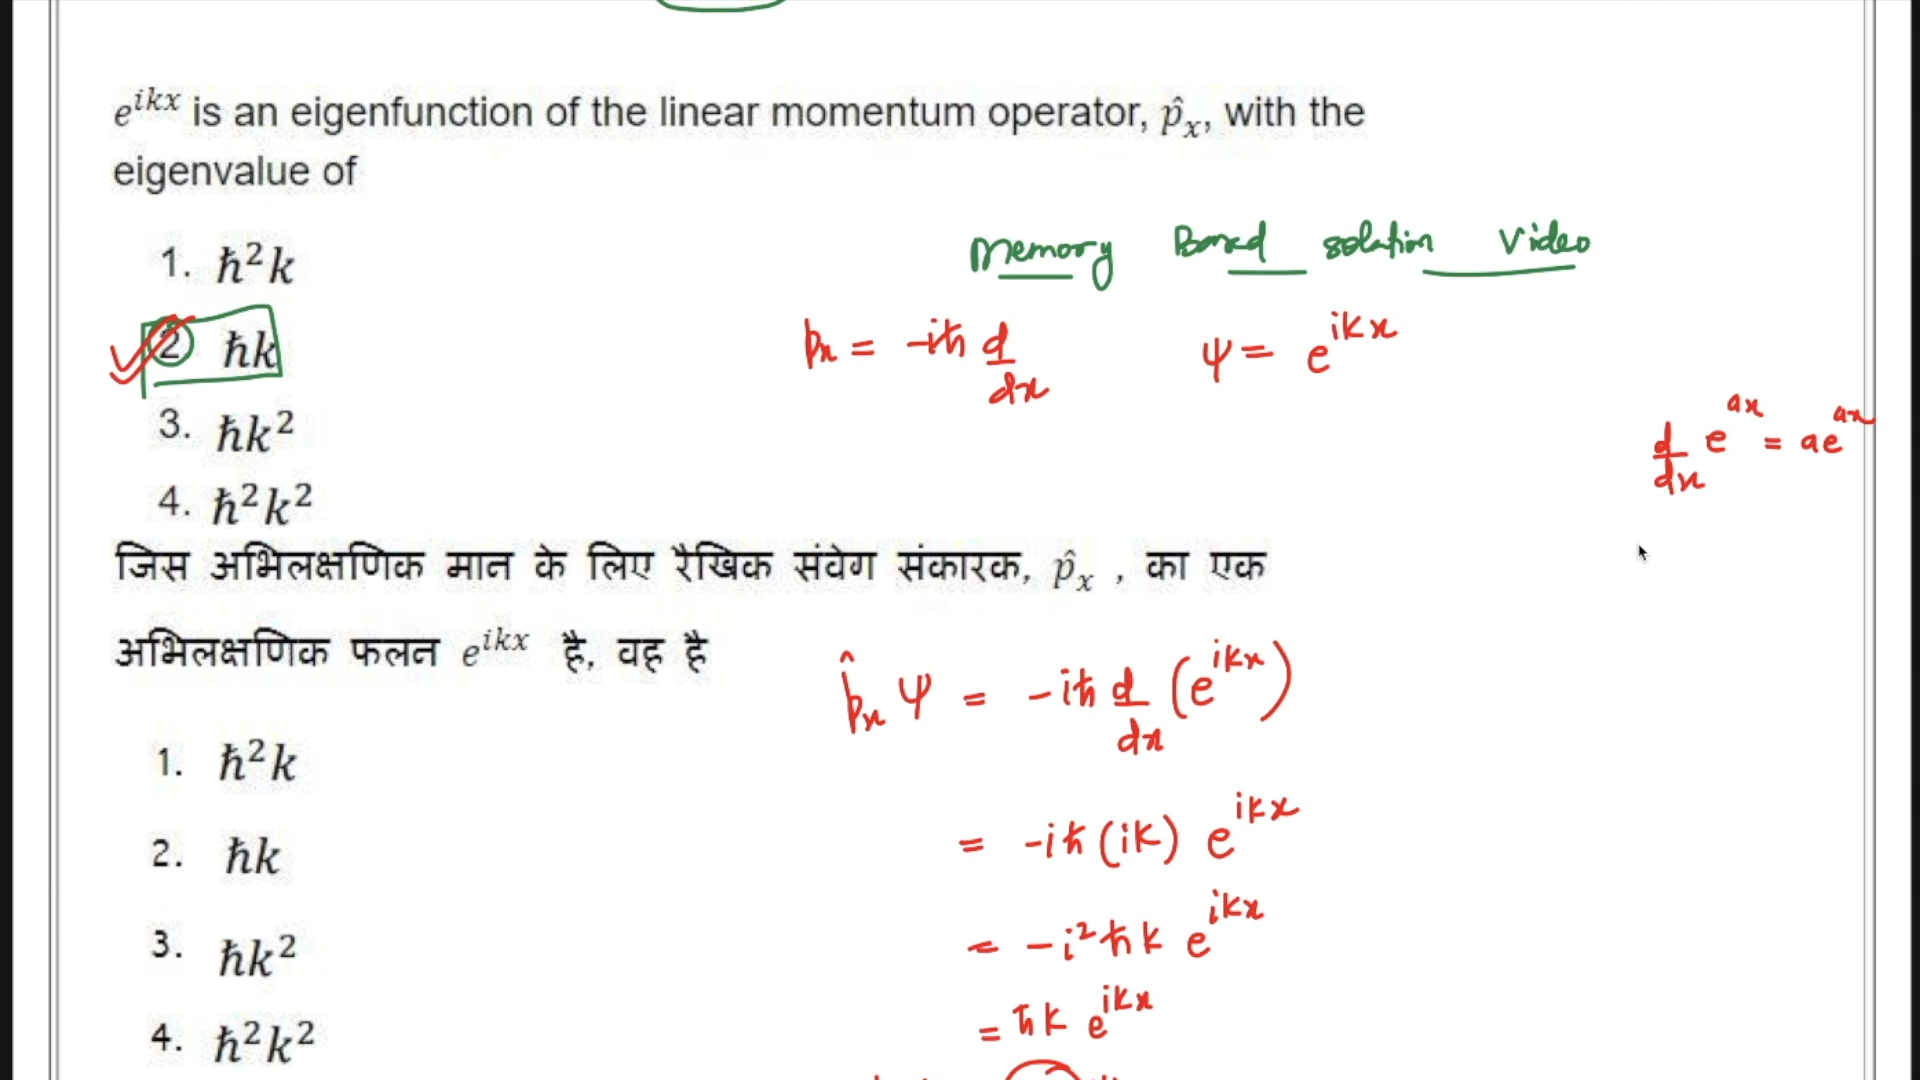 e^{ikx} is an eigenfunction of the linear momentum operator, p̂ₓ, with the
eigenvalue of
1. ħ²k
2 ħk
3. ħk²
4. ħ²k²
Memory Based solution Video
pₓ = -iħ d/dx ψ = e^{ikx}
d/dx e^{ax} = ae^{ax}
जिस अभिलक्षणिक मान के लिए रैखिक संवेग संकारक, p̂ₓ , का एक
अभिलक्षणिक फलन e^{ikx} है, वह है
1. ħ²k
2. ħk
3. ħk²
4. ħ²k²
p̂ₓ ψ = -iħ d/dx (e^{ikx})
= -iħ (ik) e^{ikx}
= -i²ħk e^{ikx}
= ħk e^{ikx}